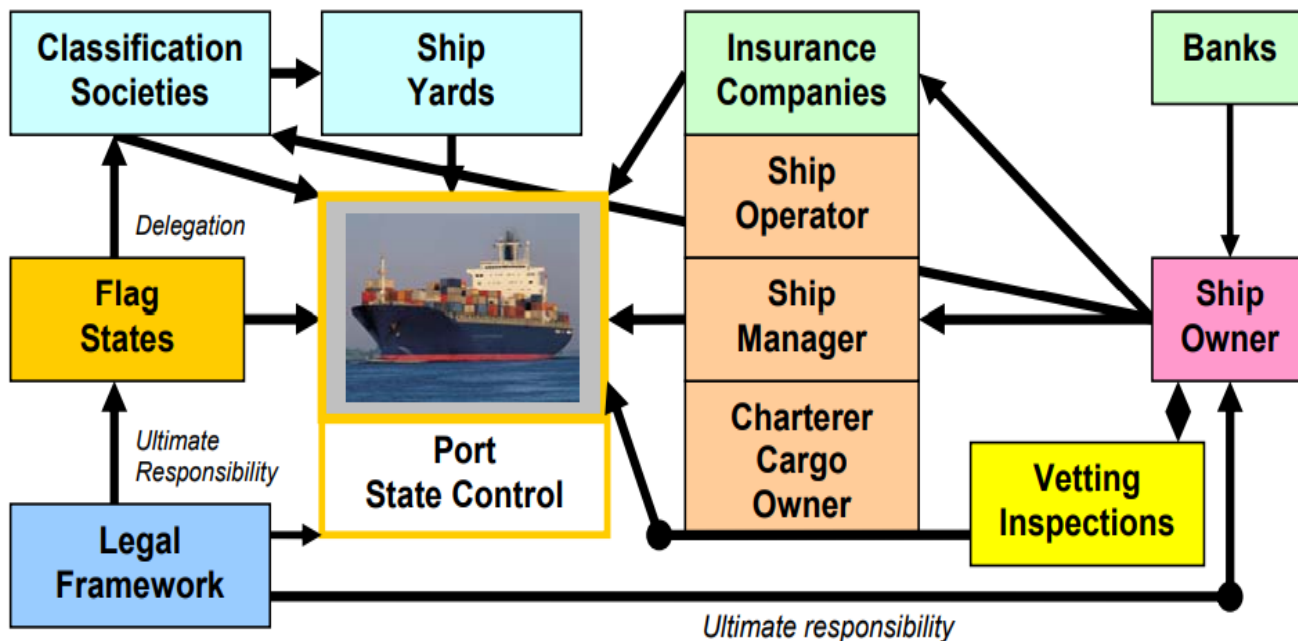 Classification
Societies
Ship
Yards
Insurance
Companies
Banks
Ship
Operator
Delegation
Flag
States
Ship
Manager
Ship
Owner
Ultimate
Responsibility
Port
State Control
Charterer
Cargo
Owner
Vetting
Inspections
Legal
Framework
Ultimate responsibility